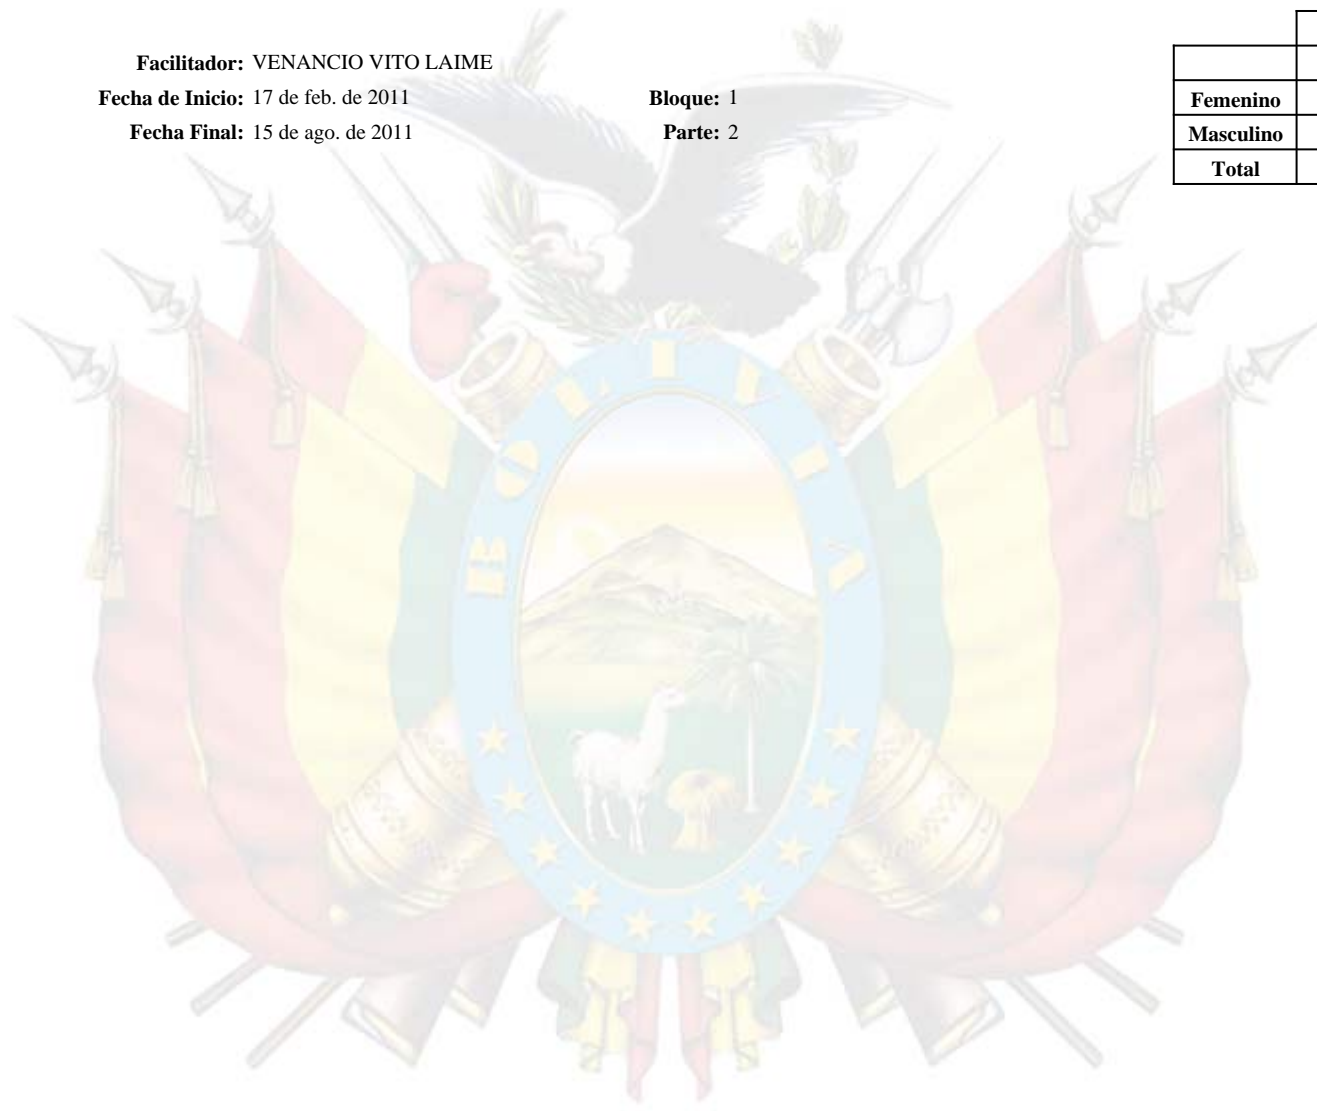 Facilitador: VENANCIO VITO LAIME
Fecha de Inicio: 17 de feb. de 2011 Bloque: 1
Fecha Final: 15 de ago. de 2011 Parte: 2
Femenino
Masculino
Total
BOLIVIA